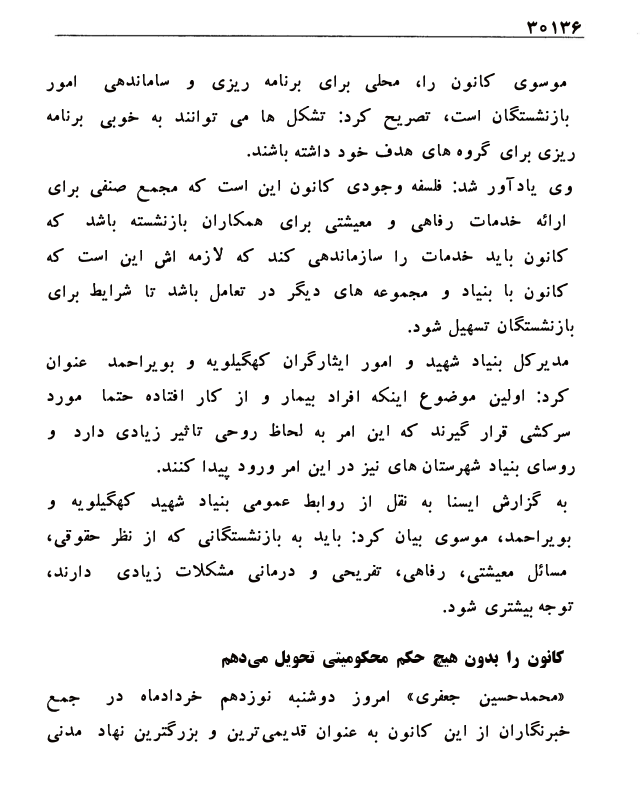 ۳۰۱۳۶
موسوی کانون را، محلی برای برنامه ریزی و ساماندهی امور
بازنشستگان است، تصریح کرد: تشکل ها می توانند به خوبی برنامه
ریزی برای گروه های هدف خود داشته باشند.
وی یادآور شد: فلسفه وجودی کانون این است که مجمع صنفی برای
ارائه خدمات رفاهی و معیشتی برای همکاران بازنشسته باشد که
کانون باید خدمات را سازماندهی کند که لازمه اش این است که
کانون با بنیاد و مجموعه های دیگر در تعامل باشد تا شرایط برای
بازنشستگان تسهیل شود.
مدیرکل بنیاد شهید و امور ایثارگران کهگیلویه و بویراحمد عنوان
کرد: اولین موضوع اینکه افراد بیمار و از کار افتاده حتما مورد
سرکشی قرار گیرند که این امر به لحاظ روحی تاثیر زیادی دارد و
روسای بنیاد شهرستان های نیز در این امر ورود پیدا کنند.
به گزارش ایسنا به نقل از روابط عمومی بنیاد شهید کهگیلویه و
بویراحمد، موسوی بیان کرد: باید به بازنشستگانی که از نظر حقوقی،
مسائل معیشتی، رفاهی، تفریحی و درمانی مشکلات زیادی دارند،
توجه بیشتری شود.
کانون را بدون هیچ حکم محکومیتی تحویل می‌دهم
«محمدحسین جعفری» امروز دوشنبه نوزدهم خردادماه در جمع
خبرنگاران از این کانون به عنوان قدیمی‌ترین و بزرگترین نهاد مدنی